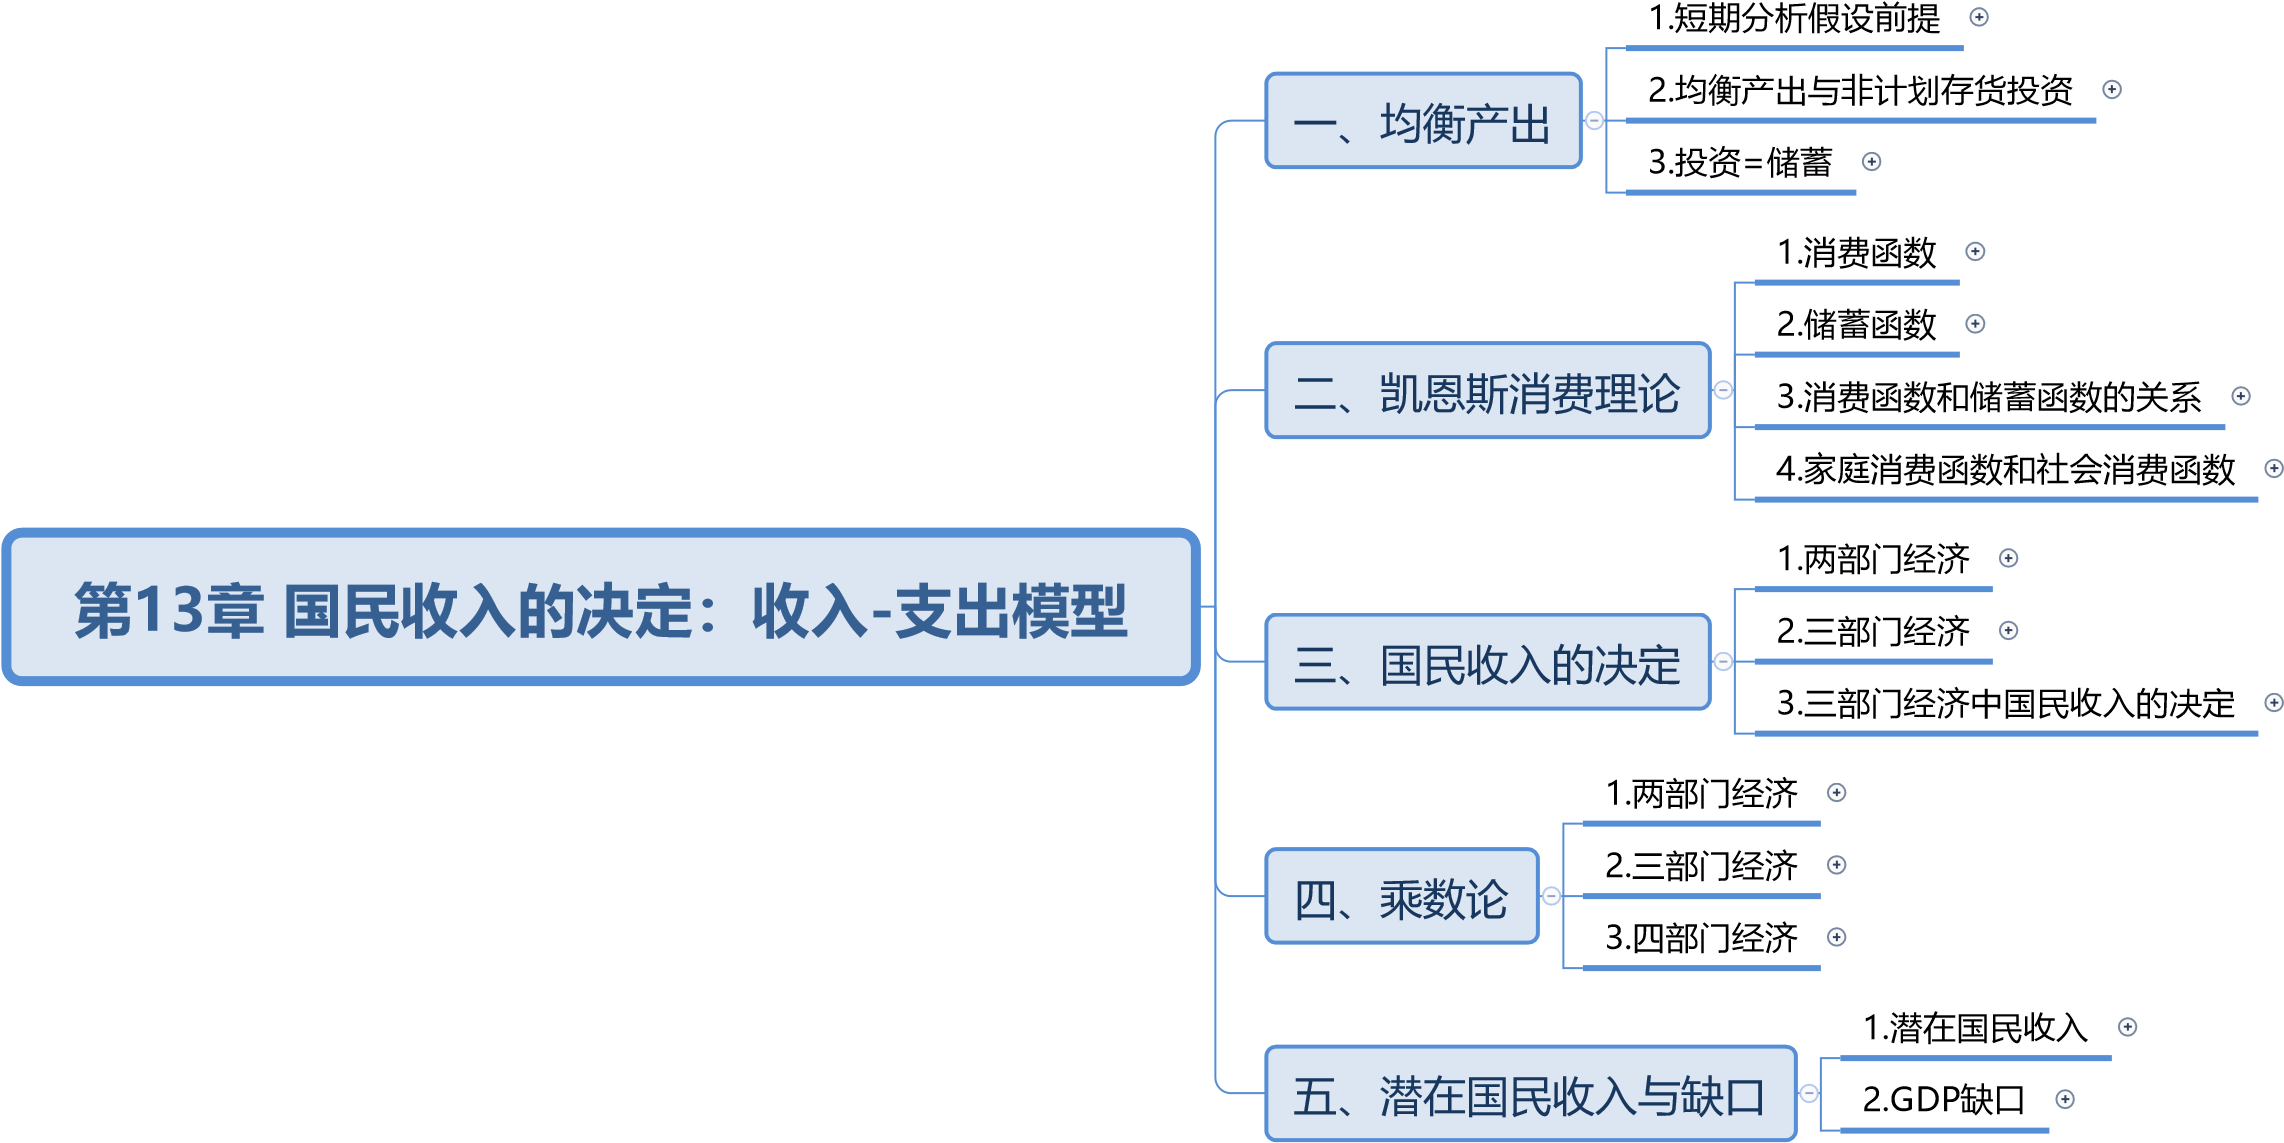 第13章 国民收入的决定：收入-支出模型
一、均衡产出
1.短期分析假设前提
2.均衡产出与非计划存货投资
3.投资=储蓄
二、凯恩斯消费理论
1.消费函数
2.储蓄函数
3.消费函数和储蓄函数的关系
4.家庭消费函数和社会消费函数
三、国民收入的决定
1.两部门经济
2.三部门经济
3.三部门经济中国民收入的决定
四、乘数论
1.两部门经济
2.三部门经济
3.四部门经济
五、潜在国民收入与缺口
1.潜在国民收入
2.GDP缺口